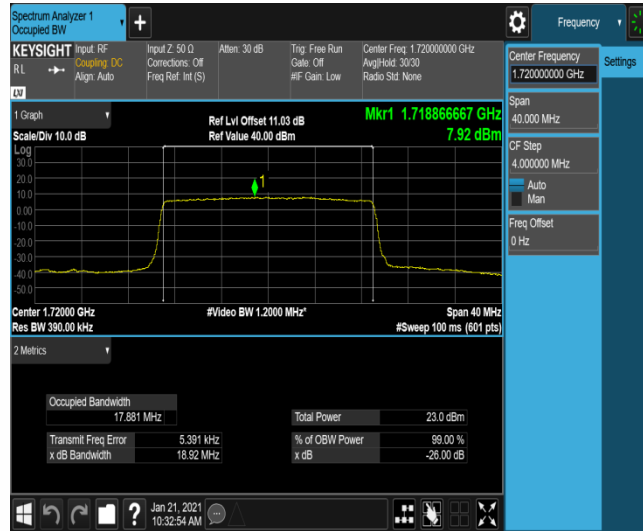 Spectrum Analyzer 1
Occupied BW
Frequency
KEYSIGHT
RL
LXI
Input: RF
Coupling: DC
Align: Auto
Input Z: 50 Ω
Corrections: Off
Freq Ref: Int (S)
Atten: 30 dB
Trig: Free Run
Gate: Off
#IF Gain: Low
Center Freq: 1.720000000 GHz
Avg|Hold: 30/30
Radio Std: None
Center Frequency
1.720000000 GHz
Settings
Span
40.000 MHz
CF Step
4.000000 MHz
Auto
Man
Freq Offset
0 Hz
1 Graph
Scale/Div 10.0 dB
Ref Lvl Offset 11.03 dB
Ref Value 40.00 dBm
Mkr1 1.718866667 GHz
7.92 dBm
Log
30.0
20.0
10.0
0.00
-10.0
-20.0
-30.0
-40.0
-50.0
1
Center 1.72000 GHz
Res BW 390.00 kHz
#Video BW 1.2000 MHz*
Span 40 MHz
#Sweep 100 ms (601 pts)
2 Metrics
Occupied Bandwidth
17.881 MHz
Total Power 23.0 dBm
Transmit Freq Error 5.391 kHz
% of OBW Power 99.00 %
x dB Bandwidth 18.92 MHz
x dB -26.00 dB
?
Jan 21, 2021
10:32:54 AM